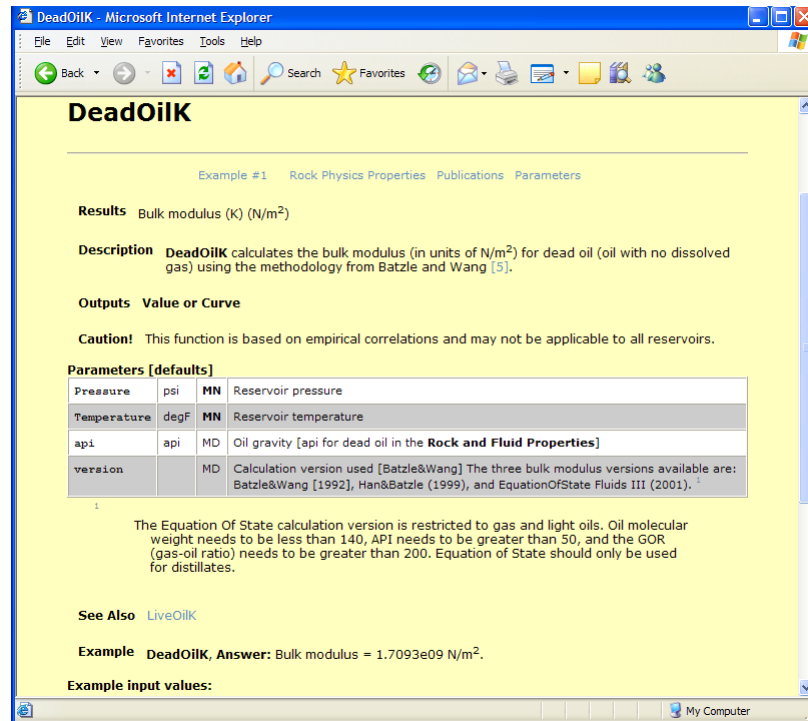 DeadOilK - Microsoft Internet Explorer
File Edit View Favorites Tools Help
Back Search Favorites
DeadOilK
Example #1 Rock Physics Properties Publications Parameters
Results Bulk modulus (K) (N/m²)
Description DeadOilK calculates the bulk modulus (in units of N/m²) for dead oil (oil with no dissolved
gas) using the methodology from Batzle and Wang [5].
Outputs Value or Curve
Caution! This function is based on empirical correlations and may not be applicable to all reservoirs.
Parameters [defaults]
Pressure psi MN Reservoir pressure
Temperature degF MN Reservoir temperature
api api MD Oil gravity [api for dead oil in the Rock and Fluid Properties]
version MD Calculation version used [Batzle&Wang] The three bulk modulus versions available are:
Batzle&Wang [1992], Han&Batzle (1999), and EquationOfState Fluids III (2001). ¹
1
The Equation Of State calculation version is restricted to gas and light oils. Oil molecular
weight needs to be less than 140, API needs to be greater than 50, and the GOR
(gas-oil ratio) needs to be greater than 200. Equation of State should only be used
for distillates.
See Also LiveOilK
Example DeadOilK, Answer: Bulk modulus = 1.7093e09 N/m².
Example input values:
My Computer